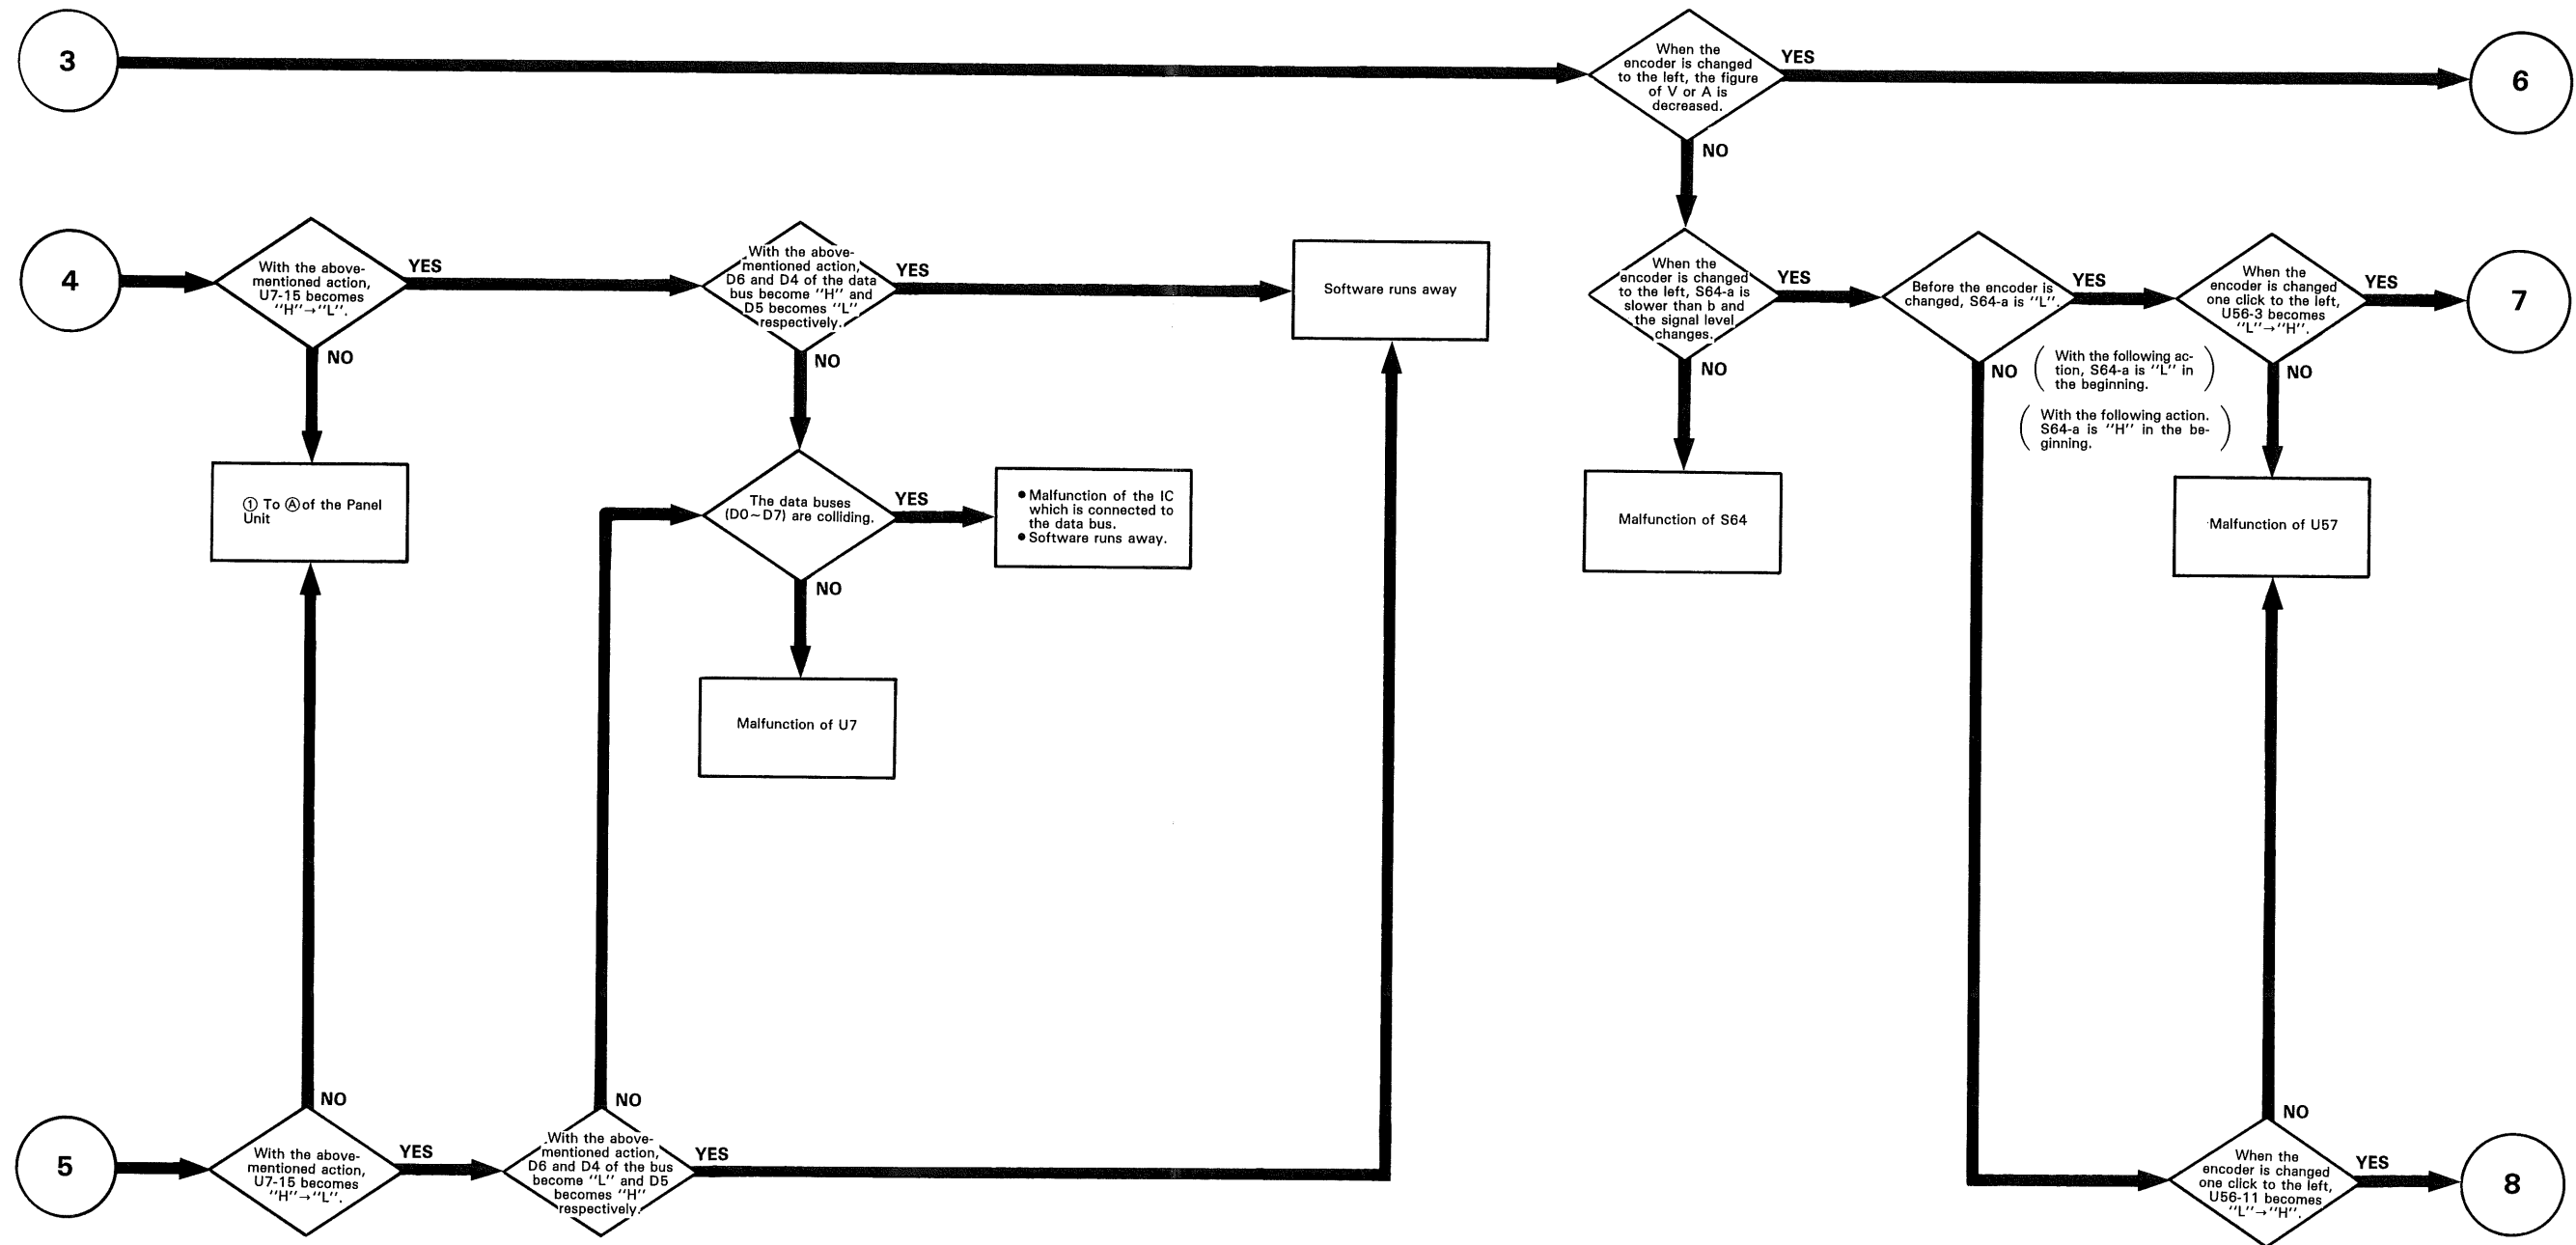 3
When the
encoder is changed
to the left, the figure
of V or A is
decreased.
YES
6
NO
4
With the above-
mentioned action,
U7-15 becomes
"H"→"L".
YES
NO
With the above-
mentioned action,
D6 and D4 of the data
bus become "H" and
D5 becomes "L"
respectively.
YES
NO
Software runs away
When the
encoder is changed
to the left, S64-a is
slower than b and
the signal level
changes.
YES
NO
Before the encoder is
changed, S64-a is "L".
YES
NO
(With the following ac-
tion, S64-a is "L" in
the beginning.)
(With the following action.
S64-a is "H" in the be-
ginning.)
When the
encoder is changed
one click to the left,
U56-3 becomes
"L"→"H".
YES
NO
7
① To Ⓐ of the Panel
Unit
The data buses
(D0~D7) are colliding.
YES
NO
● Malfunction of the IC
which is connected to
the data bus.
● Software runs away.
Malfunction of S64
Malfunction of U57
Malfunction of U7
5
NO
With the above-
mentioned action,
U7-15 becomes
"H"→"L".
YES
NO
With the above-
mentioned action,
D6 and D4 of the bus
become "L" and D5
becomes "H"
respectively.
YES
NO
When the
encoder is changed
one click to the left,
U56-11 becomes
"L"→"H".
YES
8